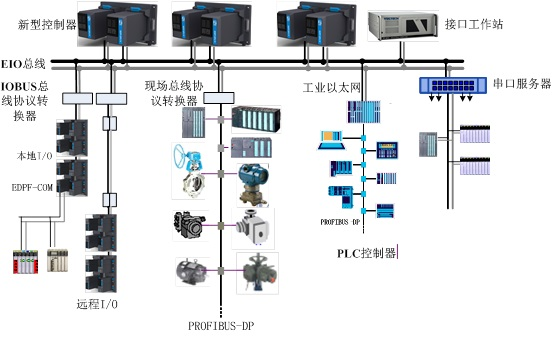 新型控制器
接口工作站
EIO总线
IOBUS总
线协议转
换器
现场总线协
议转换器
工业以太网
串口服务器
本地I/O
EDPF-COM
PROFIBUS-DP
PLC控制器
远程I/O
PROFIBUS-DP